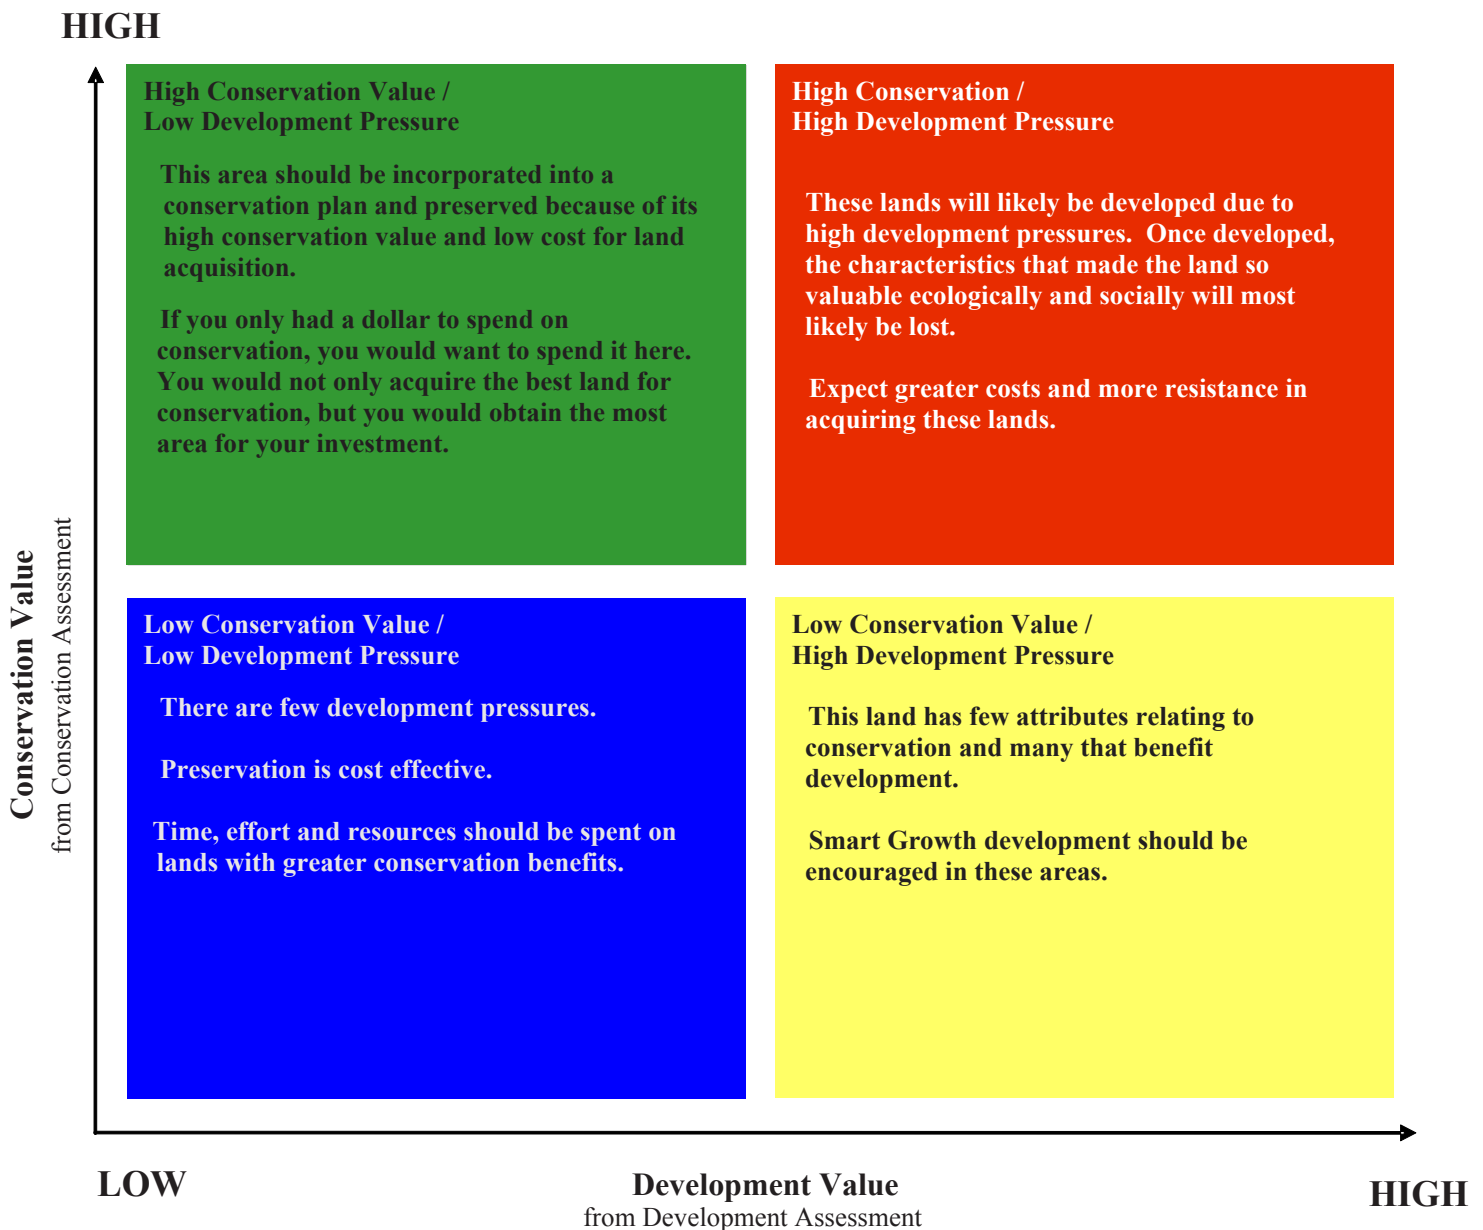 HIGH
High Conservation Value /
Low Development Pressure
This area should be incorporated into a
conservation plan and preserved because of its
high conservation value and low cost for land
acquisition.
If you only had a dollar to spend on
conservation, you would want to spend it here.
You would not only acquire the best land for
conservation, but you would obtain the most
area for your investment.
High Conservation /
High Development Pressure
These lands will likely be developed due to
high development pressures.  Once developed,
the characteristics that made the land so
valuable ecologically and socially will most
likely be lost.
Expect greater costs and more resistance in
acquiring these lands.
Conservation Value
from Conservation Assessment
Low Conservation Value /
Low Development Pressure
There are few development pressures.
Preservation is cost effective.
Time, effort and resources should be spent on
lands with greater conservation benefits.
Low Conservation Value /
High Development Pressure
This land has few attributes relating to
conservation and many that benefit
development.
Smart Growth development should be
encouraged in these areas.
LOW
Development Value
from Development Assessment
HIGH